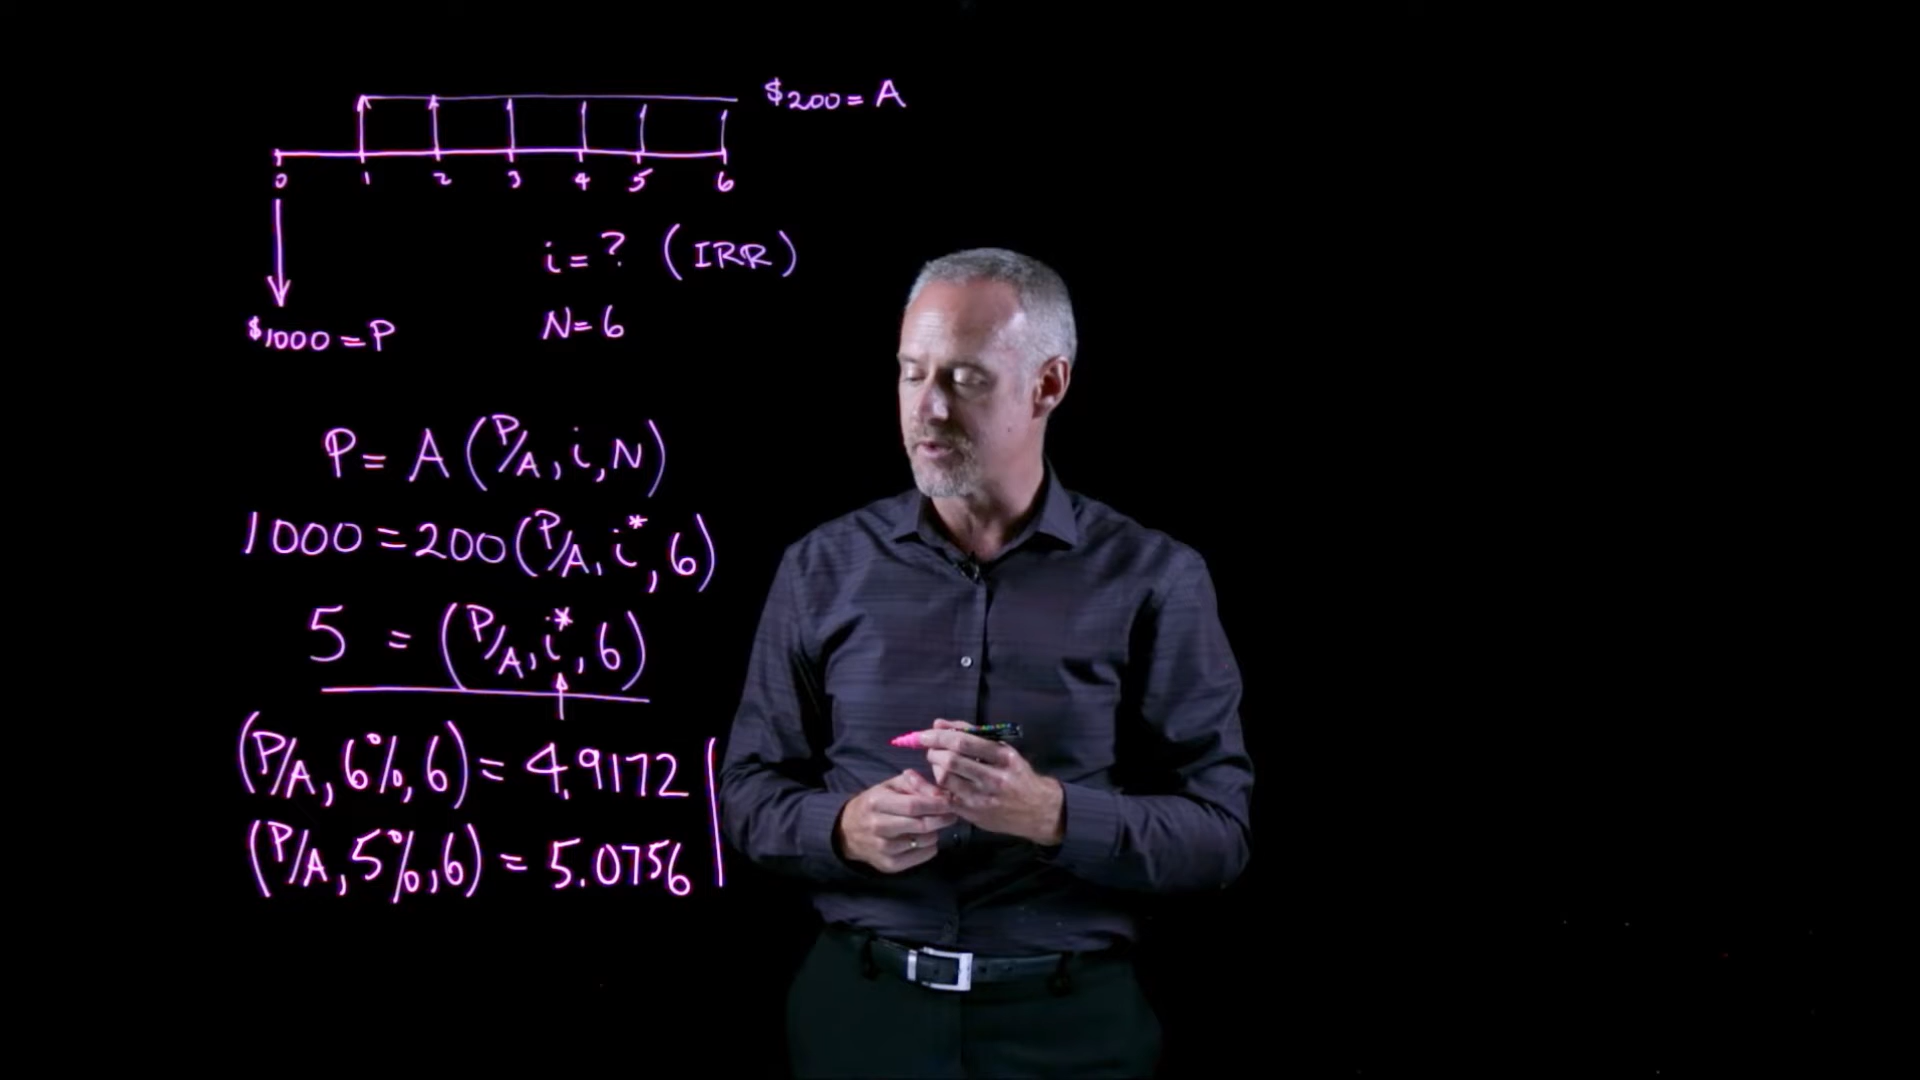 $200 = A
0 1 2 3 4 5 6
i = ? (IRR)
$1000 = P
N = 6
P = A (P/A, i, N)
1000 = 200 (P/A, i*, 6)
5 = (P/A, i*, 6)
(P/A, 6%, 6) = 4.9172
(P/A, 5%, 6) = 5.0756